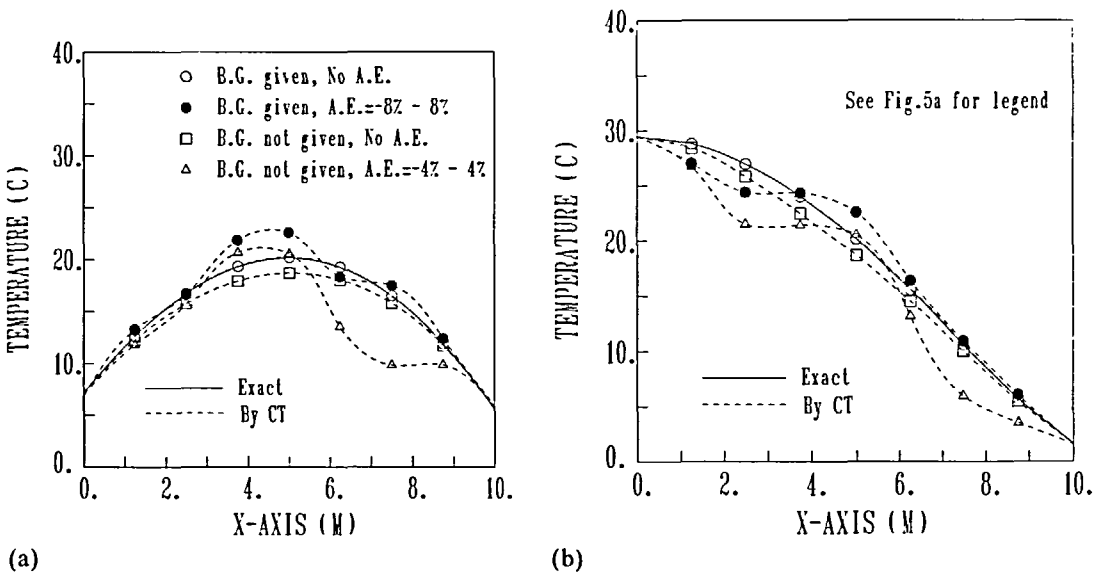 40.
30.
20.
10.
0.
TEMPERATURE (C)
B.G. given, No A.E.
B.G. given, A.E.=-8% - 8%
B.G. not given, No A.E.
B.G. not given, A.E.=-4% - 4%
Exact
By CT
0. 2. 4. 6. 8. 10.
X-AXIS (M)
(a)
40.
30.
20.
10.
0.
TEMPERATURE (C)
See Fig.5a for legend
Exact
By CT
0. 2. 4. 6. 8. 10.
X-AXIS (M)
(b)